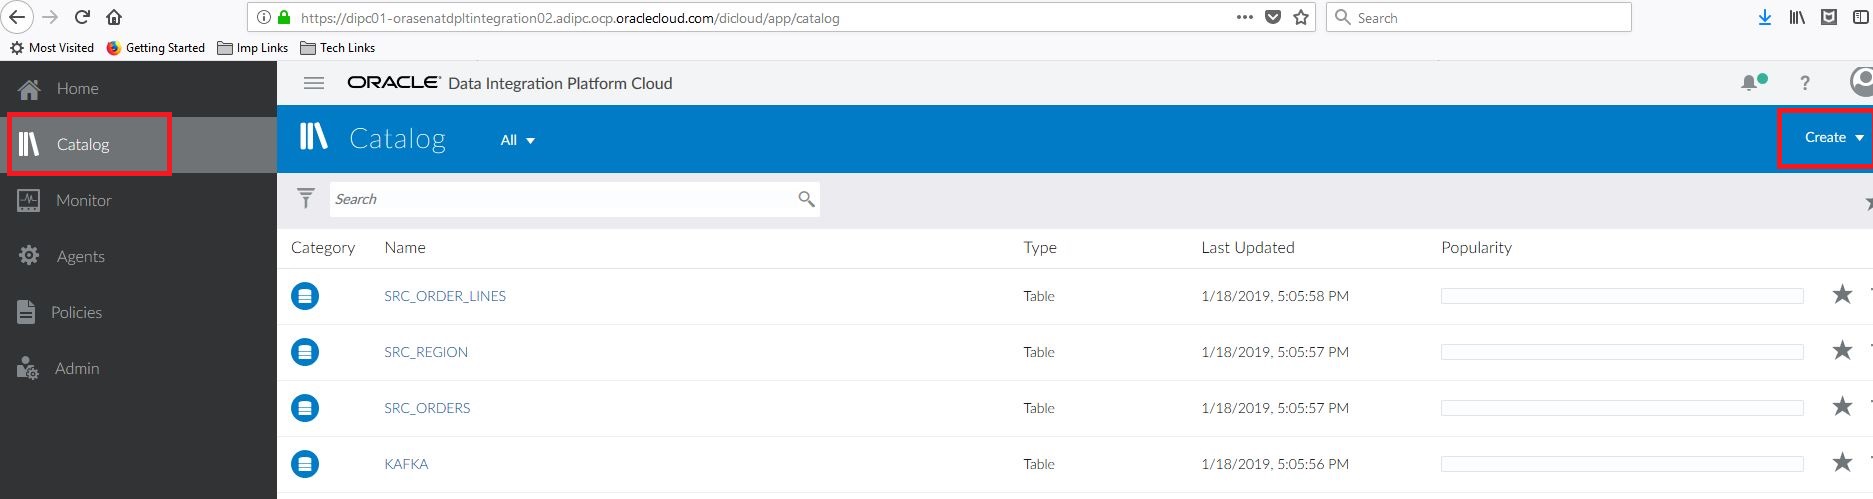 https://dipc01-orasenatdpltintegration02.adipc.ocp.oraclecloud.com/dicloud/app/catalog
Search
Most Visited Getting Started Imp Links Tech Links
Home
Catalog
Monitor
Agents
Policies
Admin
ORACLE Data Integration Platform Cloud ?
Catalog All Create
Search
Category Name Type Last Updated Popularity
SRC_ORDER_LINES Table 1/18/2019, 5:05:58 PM
SRC_REGION Table 1/18/2019, 5:05:57 PM
SRC_ORDERS Table 1/18/2019, 5:05:57 PM
KAFKA Table 1/18/2019, 5:05:56 PM